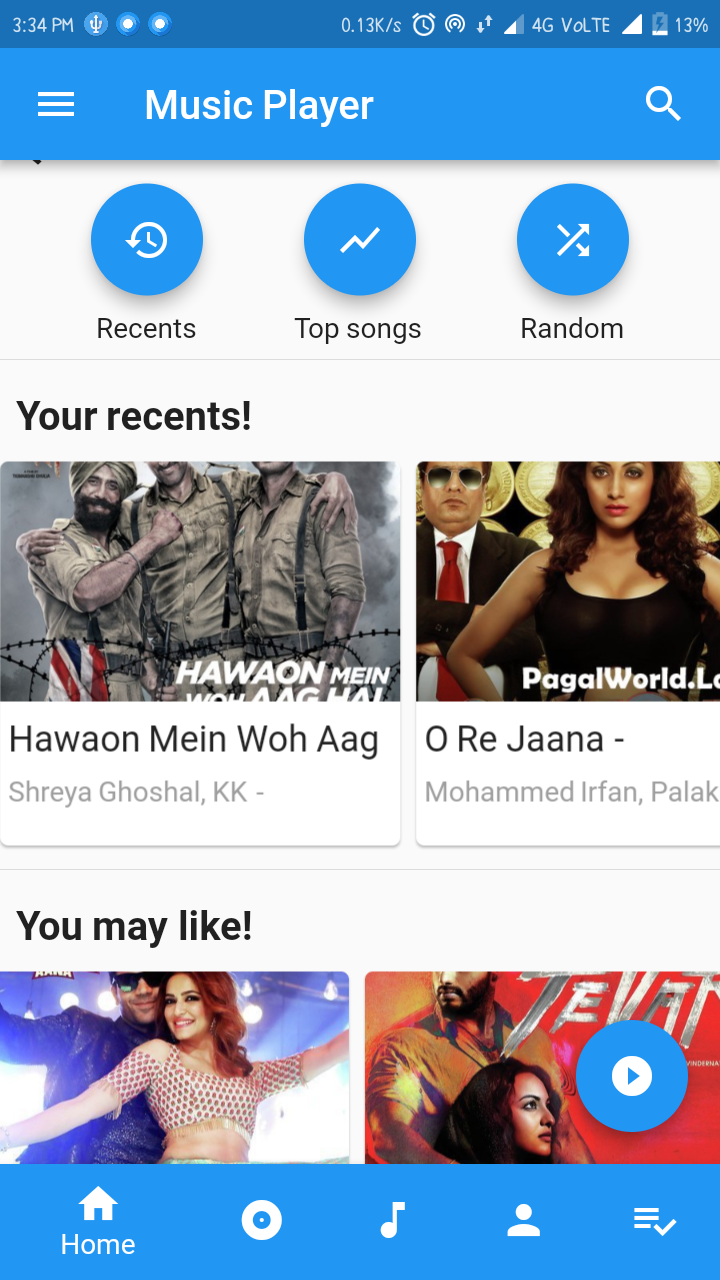 3:34 PM 0.13K/s 4G VoLTE 13%
Music Player
Recents Top songs Random
Your recents!
HAWAON MEIN
WOH AAG HAI
PagalWorld.Lo
Hawaon Mein Woh Aag O Re Jaana -
Shreya Ghoshal, KK - Mohammed Irfan, Palak
You may like!
TEVAR
Home